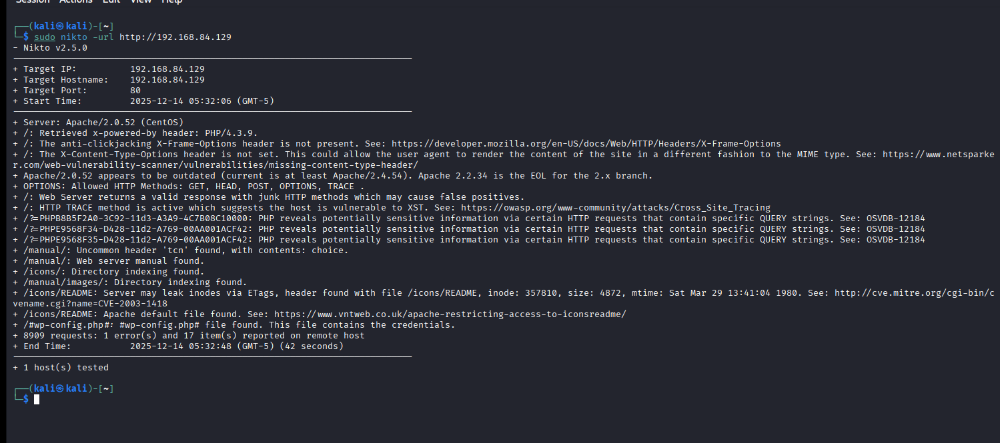 Session Actions Edit View Help
┌──(kali㉿kali)-[~]
└─$ sudo nikto -url http://192.168.84.129
- Nikto v2.5.0
---------------------------------------------------------------------------
+ Target IP:          192.168.84.129
+ Target Hostname:    192.168.84.129
+ Target Port:        80
+ Start Time:         2025-12-14 05:32:06 (GMT-5)
---------------------------------------------------------------------------
+ Server: Apache/2.0.52 (CentOS)
+ /: Retrieved x-powered-by header: PHP/4.3.9.
+ /: The anti-clickjacking X-Frame-Options header is not present. See: https://developer.mozilla.org/en-US/docs/Web/HTTP/Headers/X-Frame-Options
+ /: The X-Content-Type-Options header is not set. This could allow the user agent to render the content of the site in a different fashion to the MIME type. See: https://www.netsparke
r.com/web-vulnerability-scanner/vulnerabilities/missing-content-type-header/
+ Apache/2.0.52 appears to be outdated (current is at least Apache/2.4.54). Apache 2.2.34 is the EOL for the 2.x branch.
+ OPTIONS: Allowed HTTP Methods: GET, HEAD, POST, OPTIONS, TRACE .
+ /: Web Server returns a valid response with junk HTTP methods which may cause false positives.
+ /: HTTP TRACE method is active which suggests the host is vulnerable to XST. See: https://owasp.org/www-community/attacks/Cross_Site_Tracing
+ /?=PHPB8B5F2A0-3C92-11d3-A3A9-4C7B08C10000: PHP reveals potentially sensitive information via certain HTTP requests that contain specific QUERY strings. See: OSVDB-12184
+ /?=PHPE9568F34-D428-11d2-A769-00AA001ACF42: PHP reveals potentially sensitive information via certain HTTP requests that contain specific QUERY strings. See: OSVDB-12184
+ /?=PHPE9568F35-D428-11d2-A769-00AA001ACF42: PHP reveals potentially sensitive information via certain HTTP requests that contain specific QUERY strings. See: OSVDB-12184
+ /manual/: Uncommon header 'tcn' found, with contents: choice.
+ /manual/: Web server manual found.
+ /icons/: Directory indexing found.
+ /manual/images/: Directory indexing found.
+ /icons/README: Server may leak inodes via ETags, header found with file /icons/README, inode: 357810, size: 4872, mtime: Sat Mar 29 13:41:04 1980. See: http://cve.mitre.org/cgi-bin/c
vename.cgi?name=CVE-2003-1418
+ /icons/README: Apache default file found. See: https://www.vntweb.co.uk/apache-restricting-access-to-iconsreadme/
+ /#wp-config.php#: #wp-config.php# file found. This file contains the credentials.
+ 8909 requests: 1 error(s) and 17 item(s) reported on remote host
+ End Time:           2025-12-14 05:32:48 (GMT-5) (42 seconds)
---------------------------------------------------------------------------
+ 1 host(s) tested
┌──(kali㉿kali)-[~]
└─$